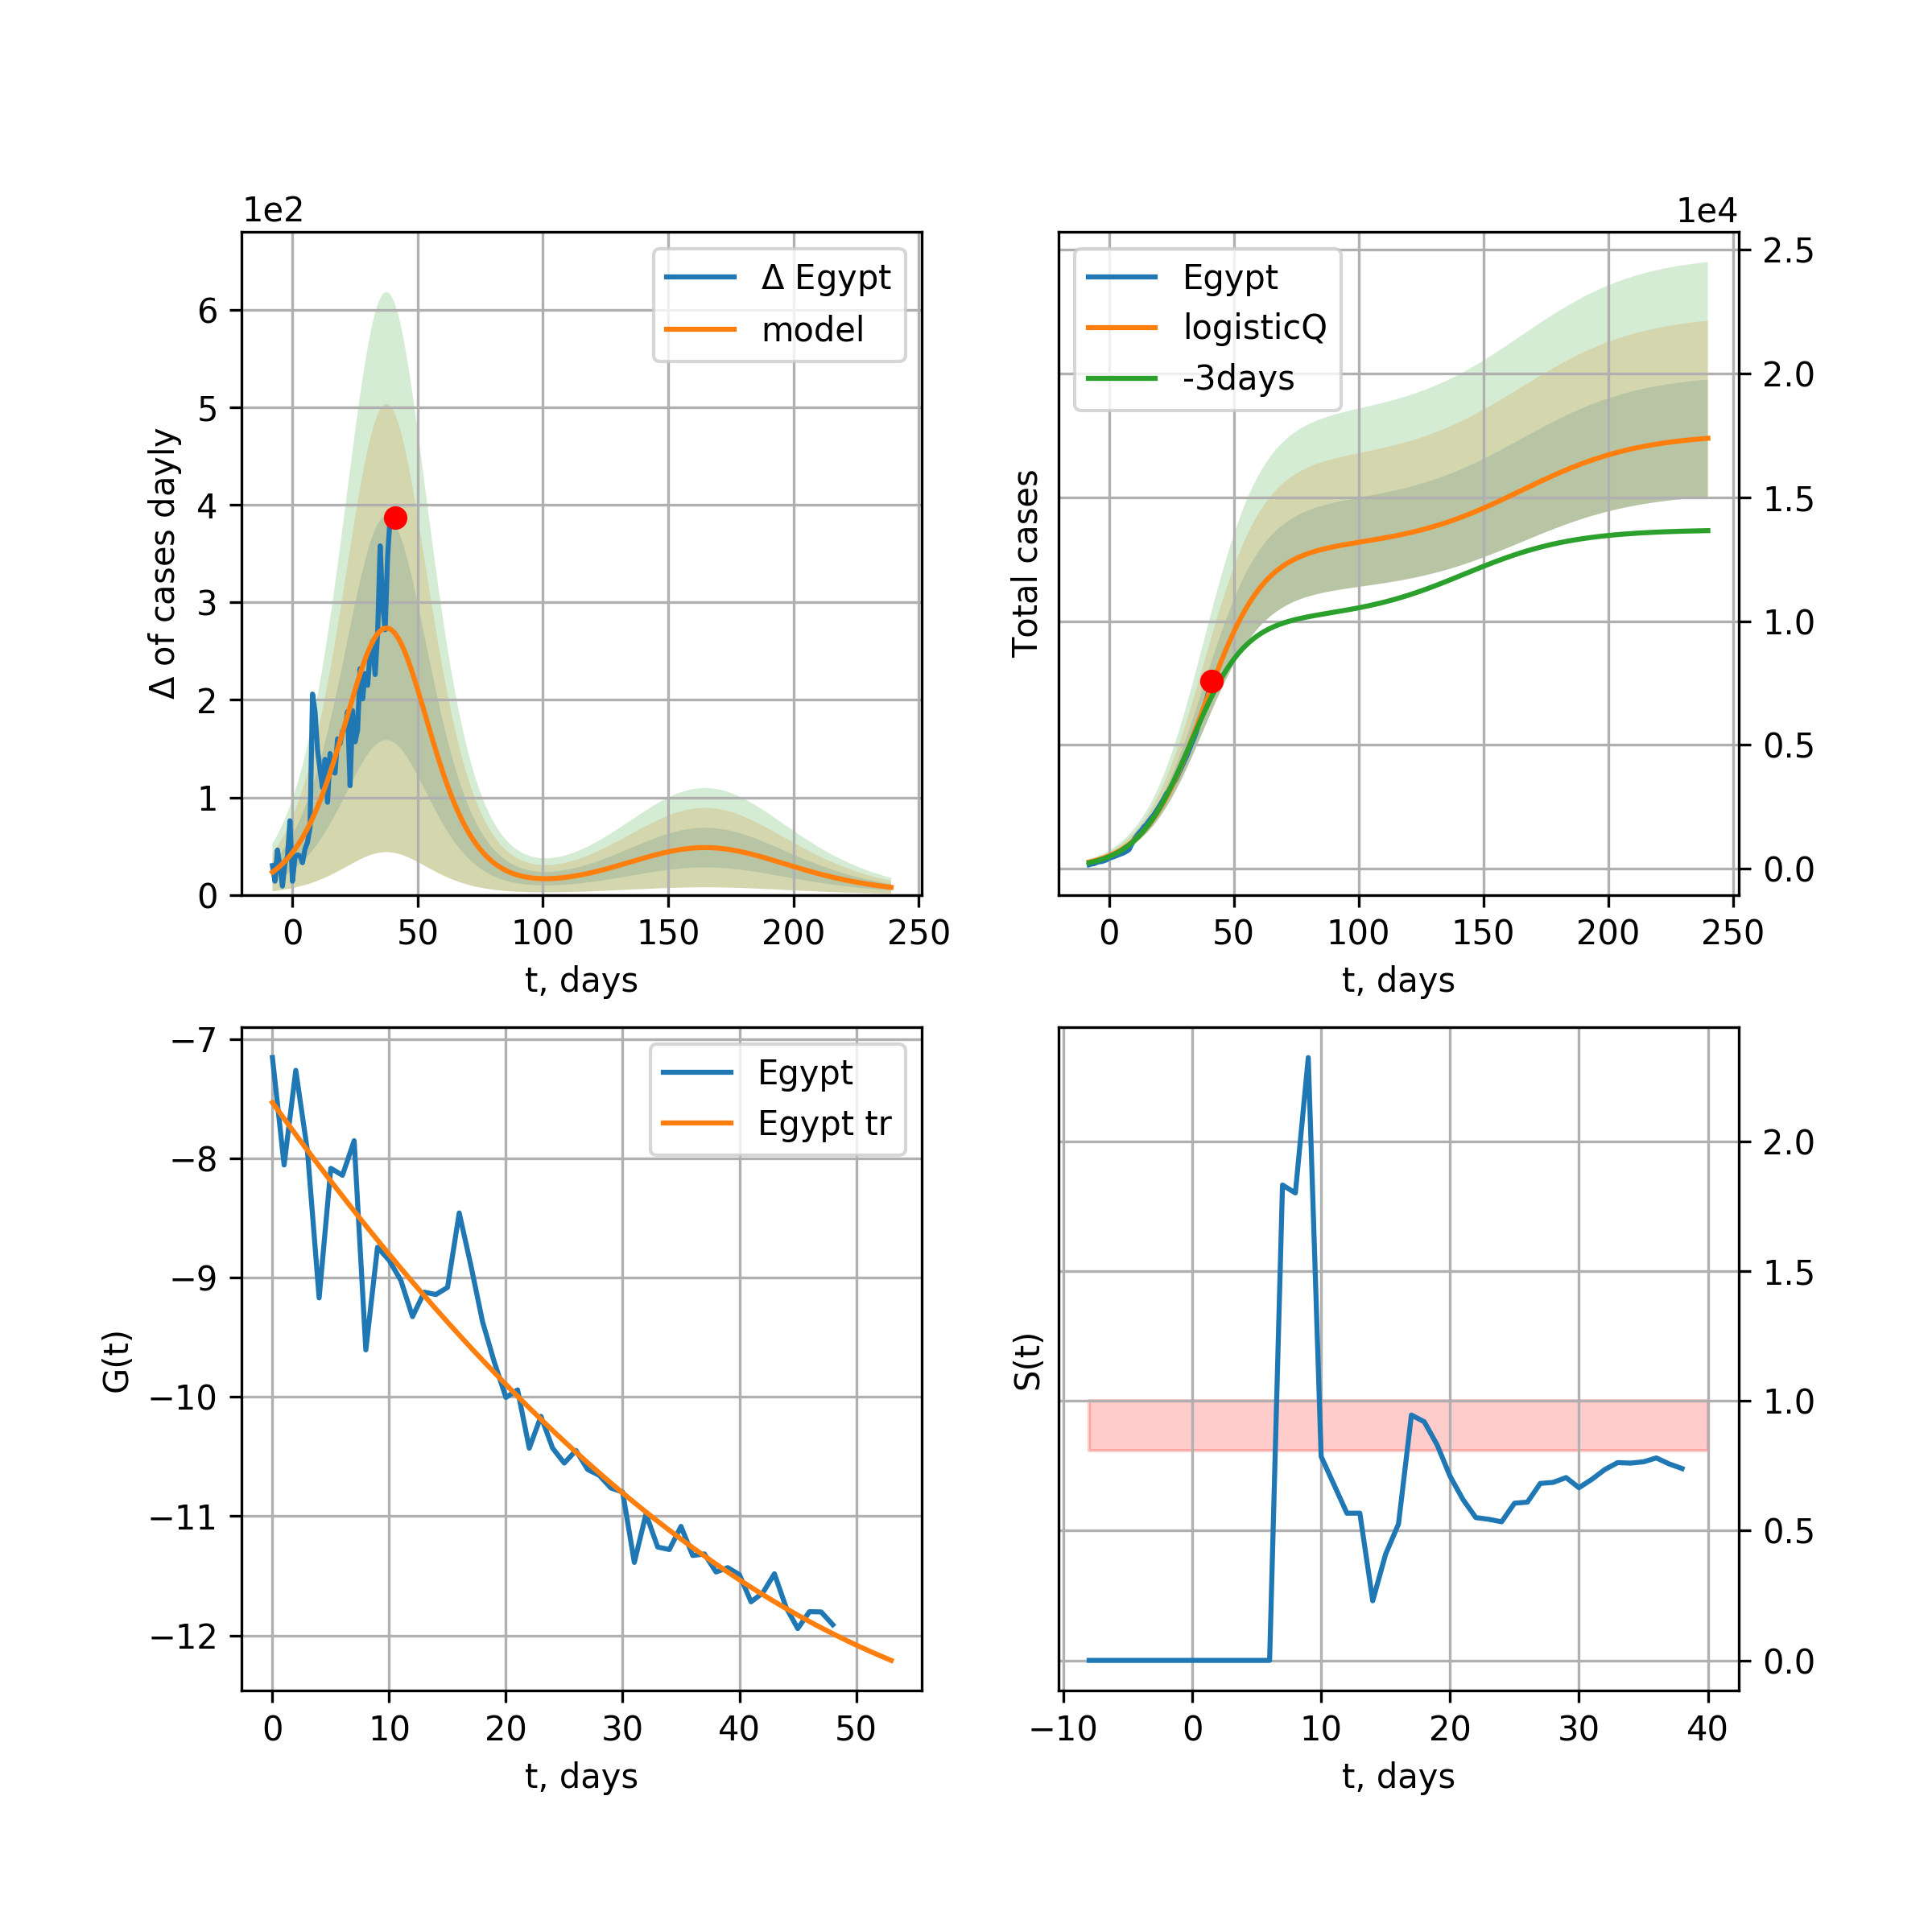 1e2
Δ of cases dayly
6
5
4
3
2
1
0
Δ Egypt
model
0 50 100 150 200 250
t, days
1e4
Total cases
Egypt
logisticQ
-3days
2.5
2.0
1.5
1.0
0.5
0.0
0 50 100 150 200 250
t, days
G(t)
−7
−8
−9
−10
−11
−12
Egypt
Egypt tr
0 10 20 30 40 50
t, days
S(t)
2.0
1.5
1.0
0.5
0.0
−10 0 10 20 30 40
t, days